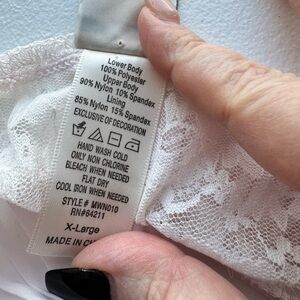 Lower Body
100% Polyester
Upper Body
90% Nylon 10% Spandex
Lining
85% Nylon 15% Spandex
EXCLUSIVE OF DECORATION
HAND WASH COLD
ONLY NON CHLORINE
BLEACH WHEN NEEDED
FLAT DRY
COOL IRON WHEN NEEDED
STYLE # MWN010
RN#64211
X-Large
MADE IN